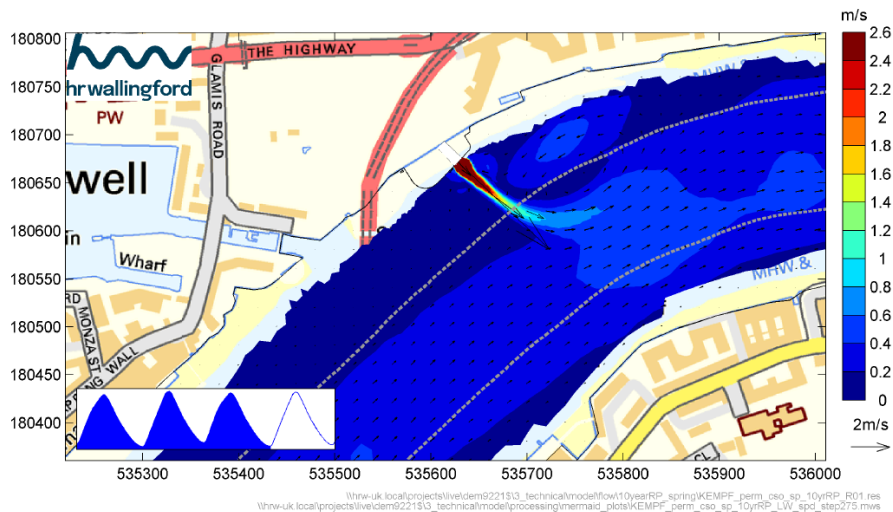 m/s
180800
180750
180700
180650
180600
180550
180500
180450
180400
hr wallingford
THE HIGHWAY
GLAMIS ROAD
PW
well
Wharf
MONZA ST
WALL
MHW &
2.6
2.4
2.2
2
1.8
1.6
1.4
1.2
1
0.8
0.6
0.4
0.2
0
2m/s
535300
535400
535500
535600
535700
535800
535900
536000
\\hrw-uk.local\projects\live\dem9221$\3_technical\model\flow\10yearRP_spring\KEMPF_perm_cso_sp_10yrRP_R01.res
\\hrw-uk.local\projects\live\dem9221$\3_technical\model\processing\mermaid_plots\KEMPF_perm_cso_sp_10yrRP_LW_spd_step275.mws